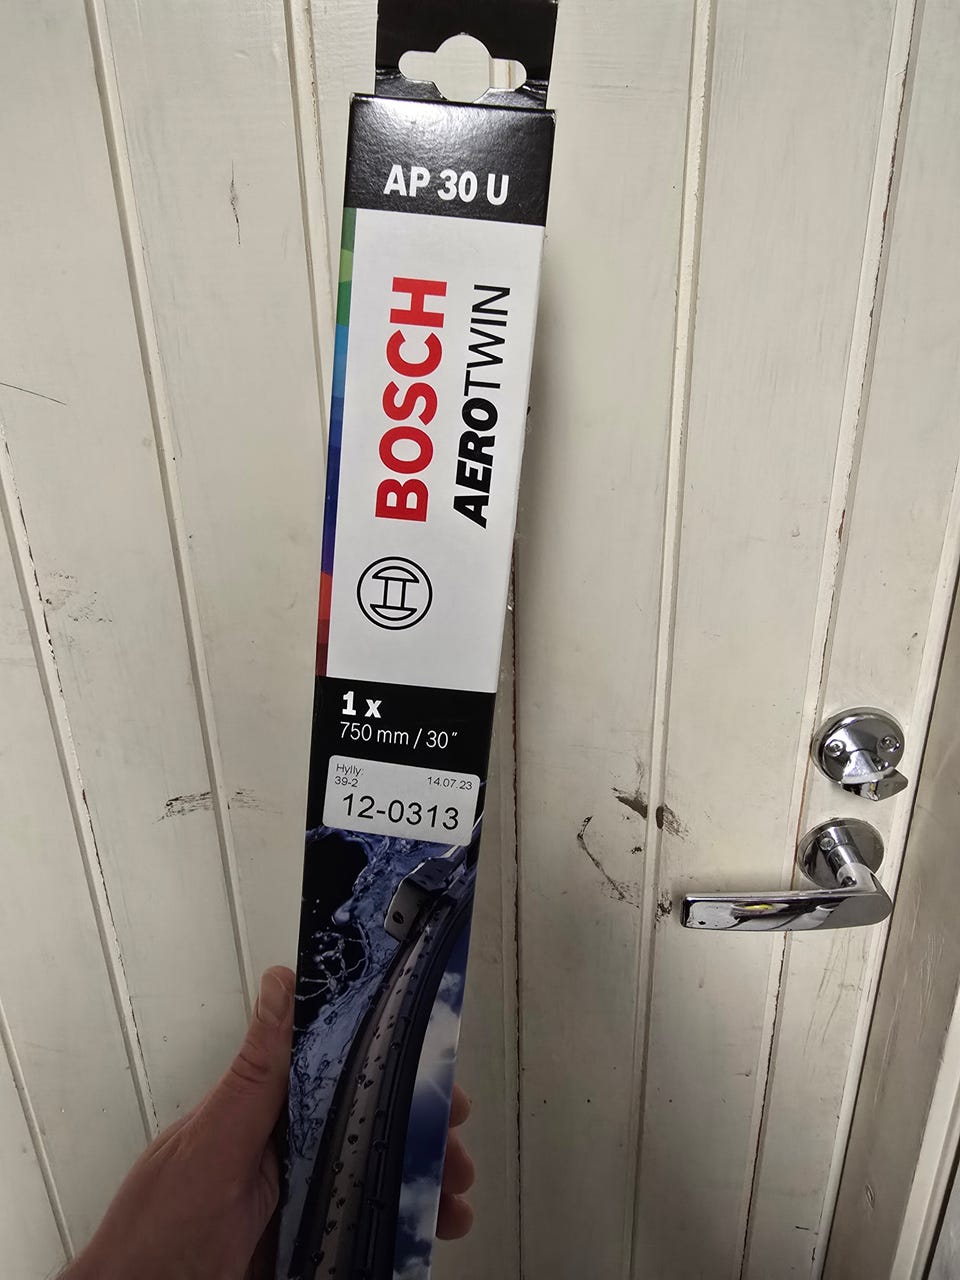 AP 30 U
BOSCH
AEROTWIN
1 x
750 mm / 30"
Hylly:
39-2
14.07.23
12-0313